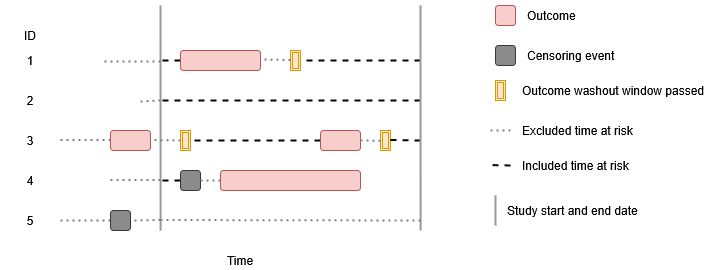 ID
1
2
3
4
5
Time
Outcome
Censoring event
Outcome washout window passed
Excluded time at risk
Included time at risk
Study start and end date